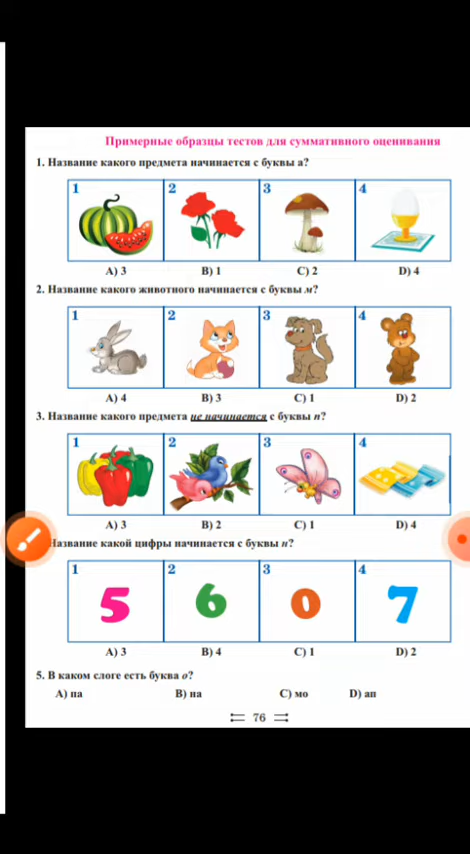 Примерные образцы тестов для суммативного оценивания
1. Название какого предмета начинается с буквы а?
1 2 3 4
A) 3 B) 1 C) 2 D) 4
2. Название какого животного начинается с буквы м?
1 2 3 4
A) 4 B) 3 C) 1 D) 2
3. Название какого предмета не начинается с буквы п?
1 2 3 4
A) 3 B) 2 C) 1 D) 4
Название какой цифры начинается с буквы п?
1 2 3 4
5 6 0 7
A) 3 B) 4 C) 1 D) 2
5. В каком слоге есть буква о?
A) па B) на C) мо D) ап
76